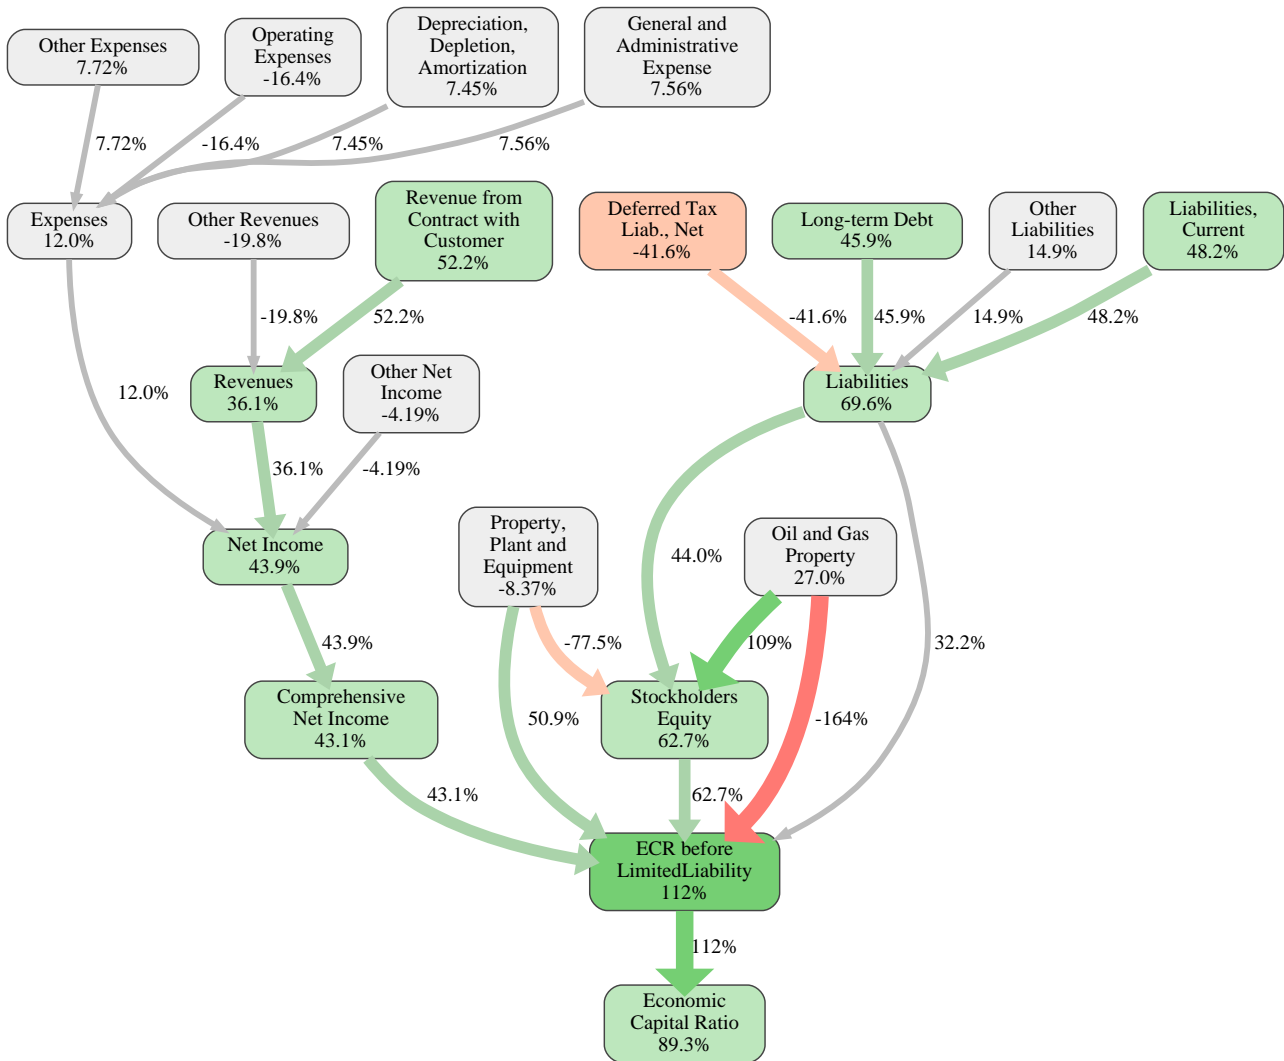 Other Expenses
7.72%
Operating
Expenses
-16.4%
Depreciation,
Depletion,
Amortization
7.45%
General and
Administrative
Expense
7.56%
7.72%
-16.4%
7.45%
7.56%
Expenses
12.0%
Other Revenues
-19.8%
Revenue from
Contract with
Customer
52.2%
Deferred Tax
Liab., Net
-41.6%
Long-term Debt
45.9%
Other
Liabilities
14.9%
Liabilities,
Current
48.2%
-19.8%
52.2%
-41.6%
45.9%
14.9%
48.2%
12.0%
Revenues
36.1%
Other Net
Income
-4.19%
Liabilities
69.6%
36.1%
-4.19%
Net Income
43.9%
Property,
Plant and
Equipment
-8.37%
44.0%
Oil and Gas
Property
27.0%
43.9%
-77.5%
109%
32.2%
Comprehensive
Net Income
43.1%
50.9%
Stockholders
Equity
62.7%
-164%
43.1%
62.7%
ECR before
LimitedLiability
112%
112%
Economic
Capital Ratio
89.3%